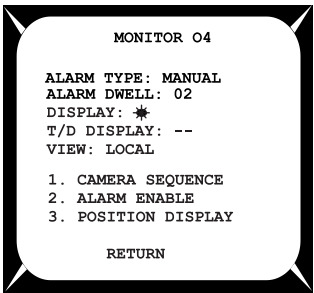 MONITOR 04
ALARM TYPE: MANUAL
ALARM DWELL: 02
DISPLAY: ☀
T/D DISPLAY: --
VIEW: LOCAL
1. CAMERA SEQUENCE
2. ALARM ENABLE
3. POSITION DISPLAY
RETURN